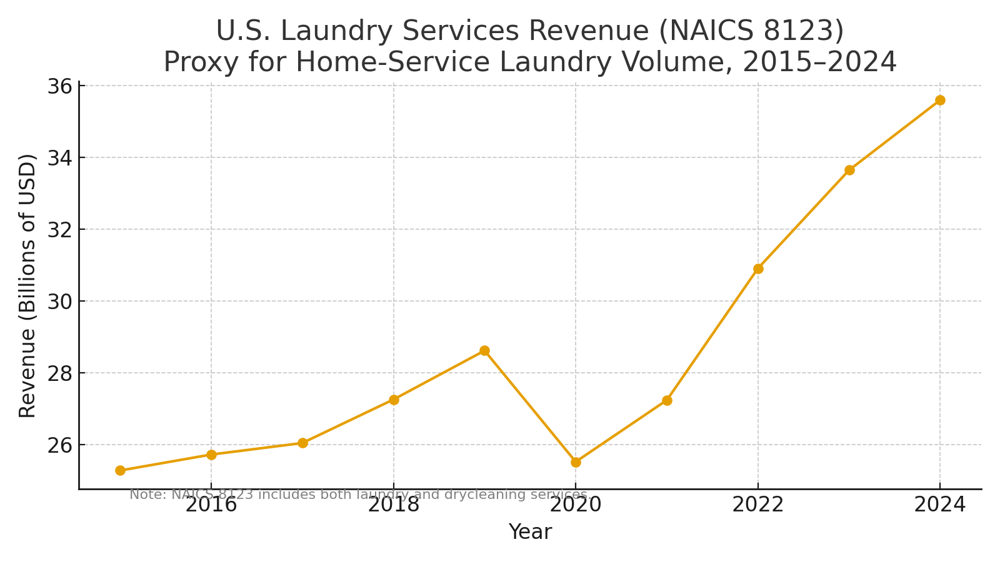 U.S. Laundry Services Revenue (NAICS 8123)
Proxy for Home-Service Laundry Volume, 2015–2024
Revenue (Billions of USD)
36
34
32
30
28
26
Note: NAICS 8123 includes both laundry and drycleaning services.
2016
2018
2020
2022
2024
Year